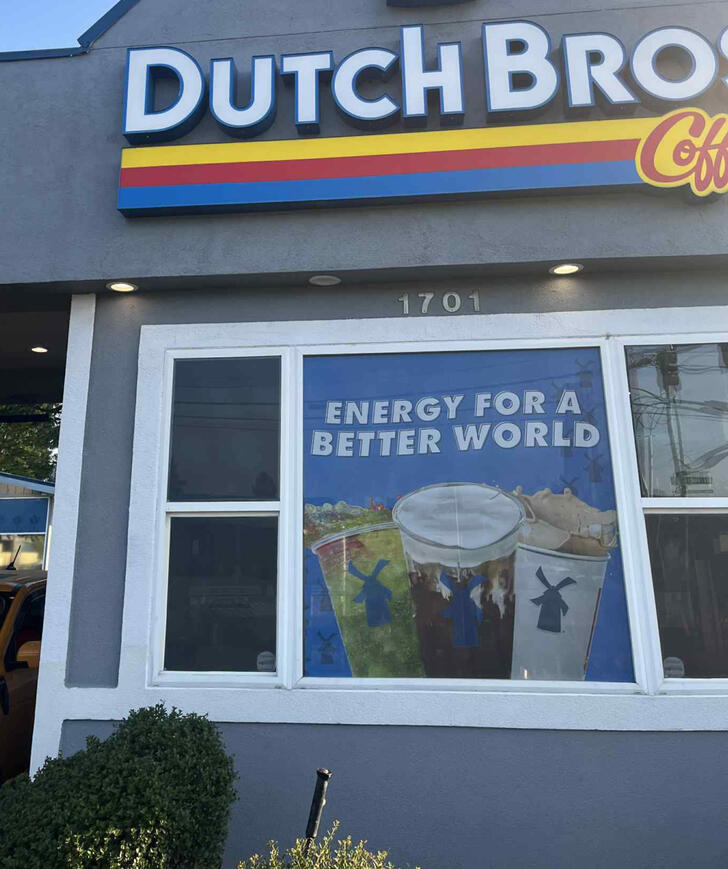 DUTCH BROS
Coff
1701
ENERGY FOR A
BETTER WORLD